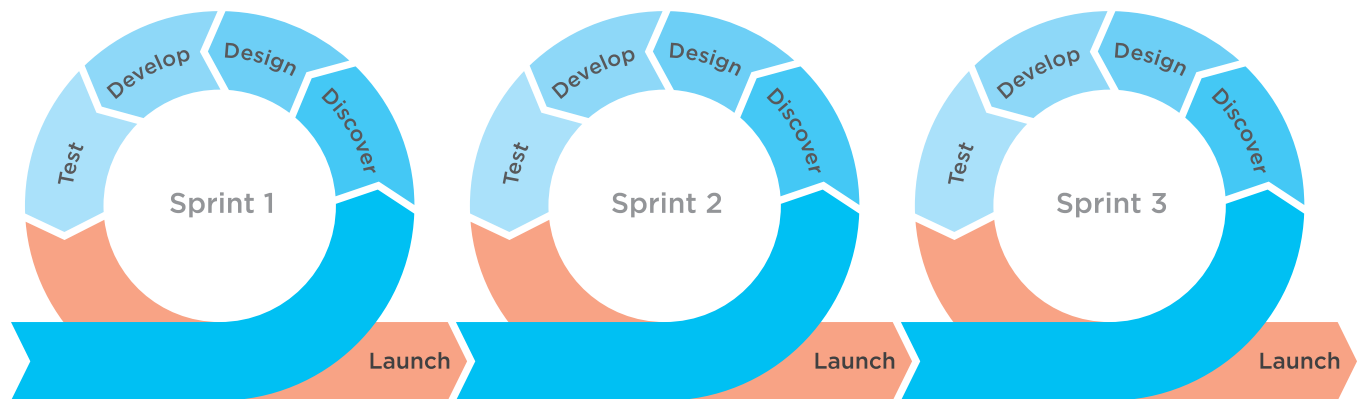 Discover
Design
Develop
Test
Sprint 1
Launch
Discover
Design
Develop
Test
Sprint 2
Launch
Discover
Design
Develop
Test
Sprint 3
Launch